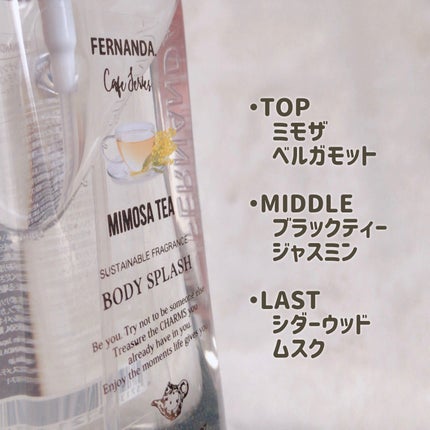 FERNANDA.
Cafe Series
MIMOSA TEA
SUSTAINABLE FRAGRANCE
BODY SPLASH
Be you. Try not to be someone else
Treasure the CHARMS you
already have in you.
Enjoy the moments life gives you
FERNANDA
•TOP
ミモザ
ベルガモット
•MIDDLE
ブラックティー
ジャスミン
•LAST
シダーウッド
ムスク